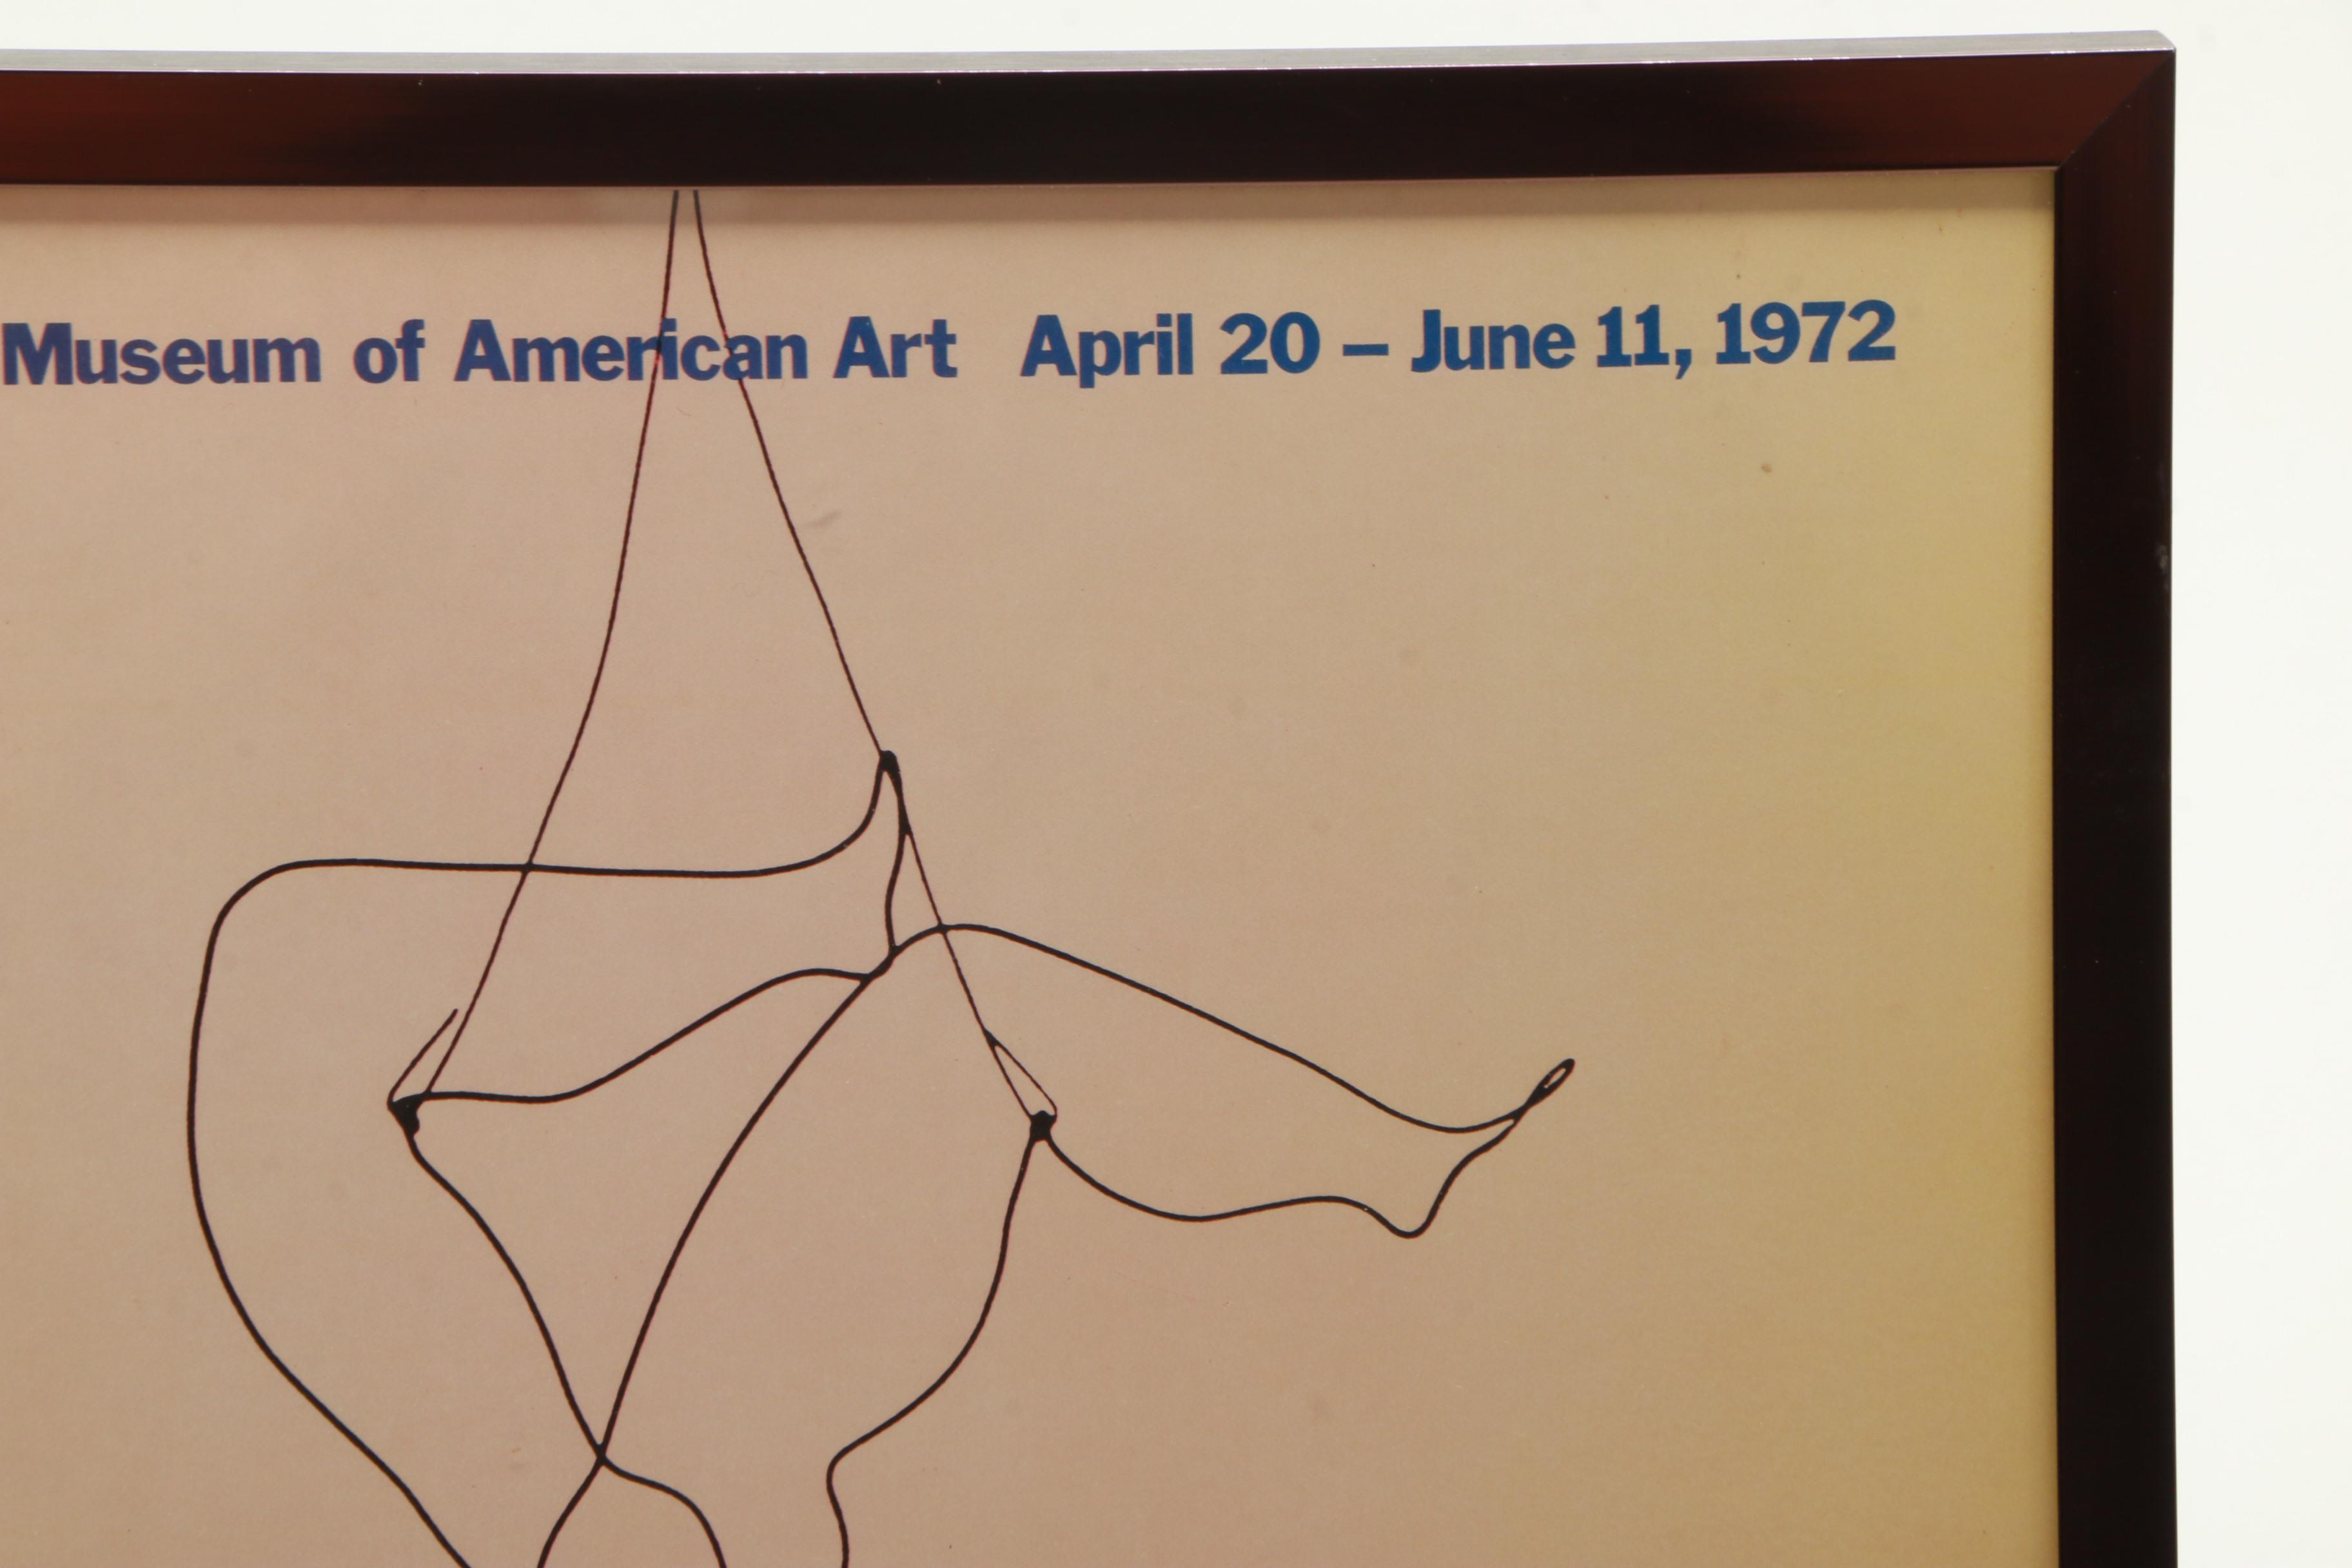 Museum of American Art April 20 – June 11, 1972